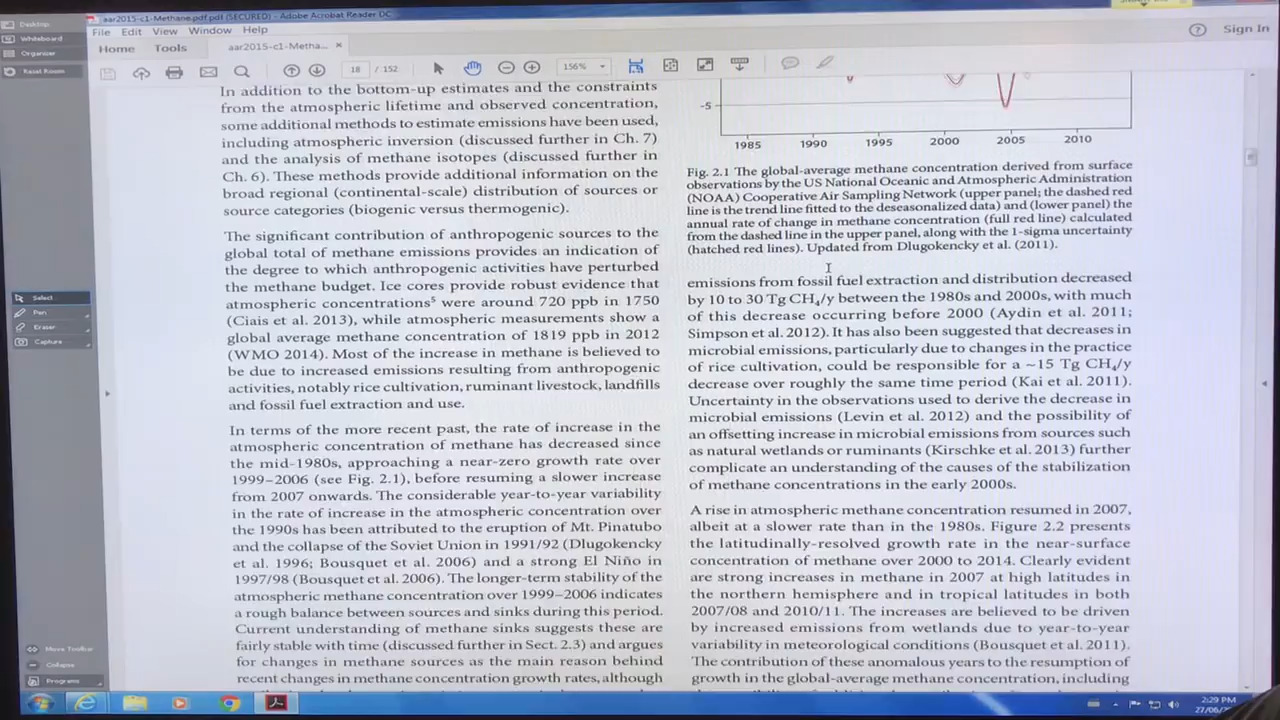 aar2015-c1-Methane.pdf.pdf (SECURED) - Adobe Acrobat Reader DC
File Edit View Window Help
Home Tools aar2015-c1-Metha... ×
Sign In
18 / 152
156%
Desktop
Whiteboard
Organizer
Reset Room
Select
Pen
Eraser
Capture
Move Toolbar
Collapse
Programs
In addition to the bottom-up estimates and the constraints
from the atmospheric lifetime and observed concentration,
some additional methods to estimate emissions have been used,
including atmospheric inversion (discussed further in Ch. 7)
and the analysis of methane isotopes (discussed further in
Ch. 6). These methods provide additional information on the
broad regional (continental-scale) distribution of sources or
source categories (biogenic versus thermogenic).
The significant contribution of anthropogenic sources to the
global total of methane emissions provides an indication of
the degree to which anthropogenic activities have perturbed
the methane budget. Ice cores provide robust evidence that
atmospheric concentrations⁵ were around 720 ppb in 1750
(Ciais et al. 2013), while atmospheric measurements show a
global average methane concentration of 1819 ppb in 2012
(WMO 2014). Most of the increase in methane is believed to
be due to increased emissions resulting from anthropogenic
activities, notably rice cultivation, ruminant livestock, landfills
and fossil fuel extraction and use.
In terms of the more recent past, the rate of increase in the
atmospheric concentration of methane has decreased since
the mid-1980s, approaching a near-zero growth rate over
1999–2006 (see Fig. 2.1), before resuming a slower increase
from 2007 onwards. The considerable year-to-year variability
in the rate of increase in the atmospheric concentration over
the 1990s has been attributed to the eruption of Mt. Pinatubo
and the collapse of the Soviet Union in 1991/92 (Dlugokencky
et al. 1996; Bousquet et al. 2006) and a strong El Niño in
1997/98 (Bousquet et al. 2006). The longer-term stability of the
atmospheric methane concentration over 1999–2006 indicates
a rough balance between sources and sinks during this period.
Current understanding of methane sinks suggests these are
fairly stable with time (discussed further in Sect. 2.3) and argues
for changes in methane sources as the main reason behind
recent changes in methane concentration growth rates, although
-5
1985 1990 1995 2000 2005 2010
Fig. 2.1 The global-average methane concentration derived from surface
observations by the US National Oceanic and Atmospheric Administration
(NOAA) Cooperative Air Sampling Network (upper panel; the dashed red
line is the trend line fitted to the deseasonalized data) and (lower panel) the
annual rate of change in methane concentration (full red line) calculated
from the dashed line in the upper panel, along with the 1-sigma uncertainty
(hatched red lines). Updated from Dlugokencky et al. (2011).
emissions from fossil fuel extraction and distribution decreased
by 10 to 30 Tg CH₄/y between the 1980s and 2000s, with much
of this decrease occurring before 2000 (Aydin et al. 2011;
Simpson et al. 2012). It has also been suggested that decreases in
microbial emissions, particularly due to changes in the practice
of rice cultivation, could be responsible for a ~15 Tg CH₄/y
decrease over roughly the same time period (Kai et al. 2011).
Uncertainty in the observations used to derive the decrease in
microbial emissions (Levin et al. 2012) and the possibility of
an offsetting increase in microbial emissions from sources such
as natural wetlands or ruminants (Kirschke et al. 2013) further
complicate an understanding of the causes of the stabilization
of methane concentrations in the early 2000s.
A rise in atmospheric methane concentration resumed in 2007,
albeit at a slower rate than in the 1980s. Figure 2.2 presents
the latitudinally-resolved growth rate in the near-surface
concentration of methane over 2000 to 2014. Clearly evident
are strong increases in methane in 2007 at high latitudes in
the northern hemisphere and in tropical latitudes in both
2007/08 and 2010/11. The increases are believed to be driven
by increased emissions from wetlands due to year-to-year
variability in meteorological conditions (Bousquet et al. 2011).
The contribution of these anomalous years to the resumption of
growth in the global-average methane concentration, including
2:29 PM